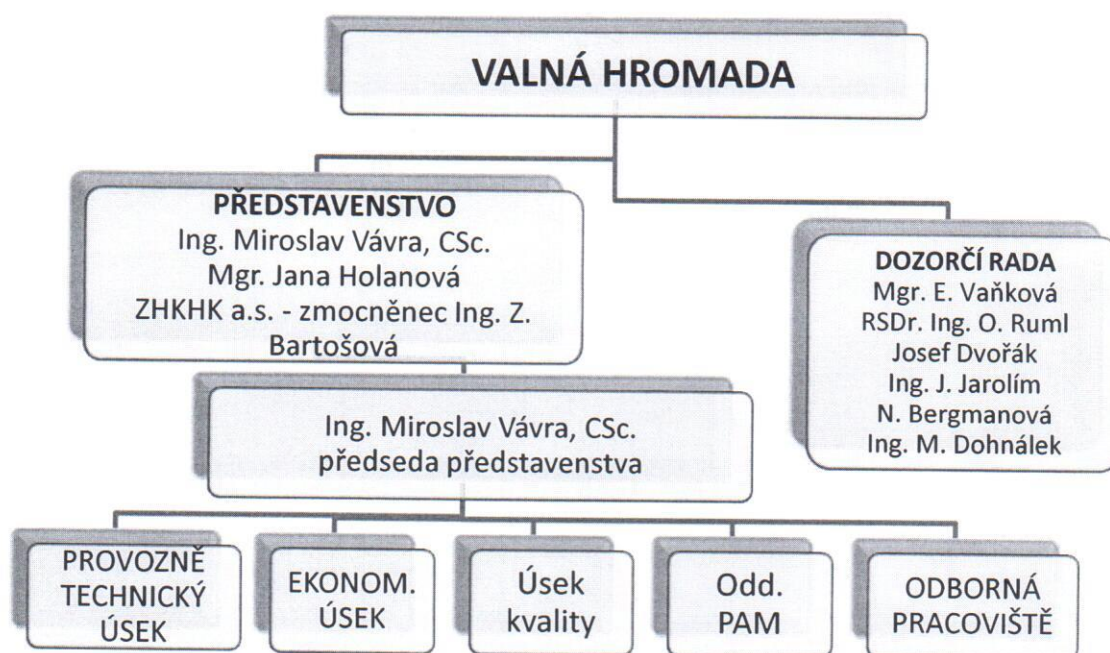 VALNÁ HROMADA
PŘEDSTAVENSTVO
Ing. Miroslav Vávra, CSc.
Mgr. Jana Holanová
ZHKHK a.s. - zmocněnec Ing. Z.
Bartošová
DOZORČÍ RADA
Mgr. E. Vaňková
RSDr. Ing. O. Ruml
Josef Dvořák
Ing. J. Jarolím
N. Bergmanová
Ing. M. Dohnálek
Ing. Miroslav Vávra, CSc.
předseda představenstva
PROVOZNĚ
TECHNICKÝ
ÚSEK
EKONOM.
ÚSEK
Úsek
kvality
Odd.
PAM
ODBORNÁ
PRACOVIŠTĚ